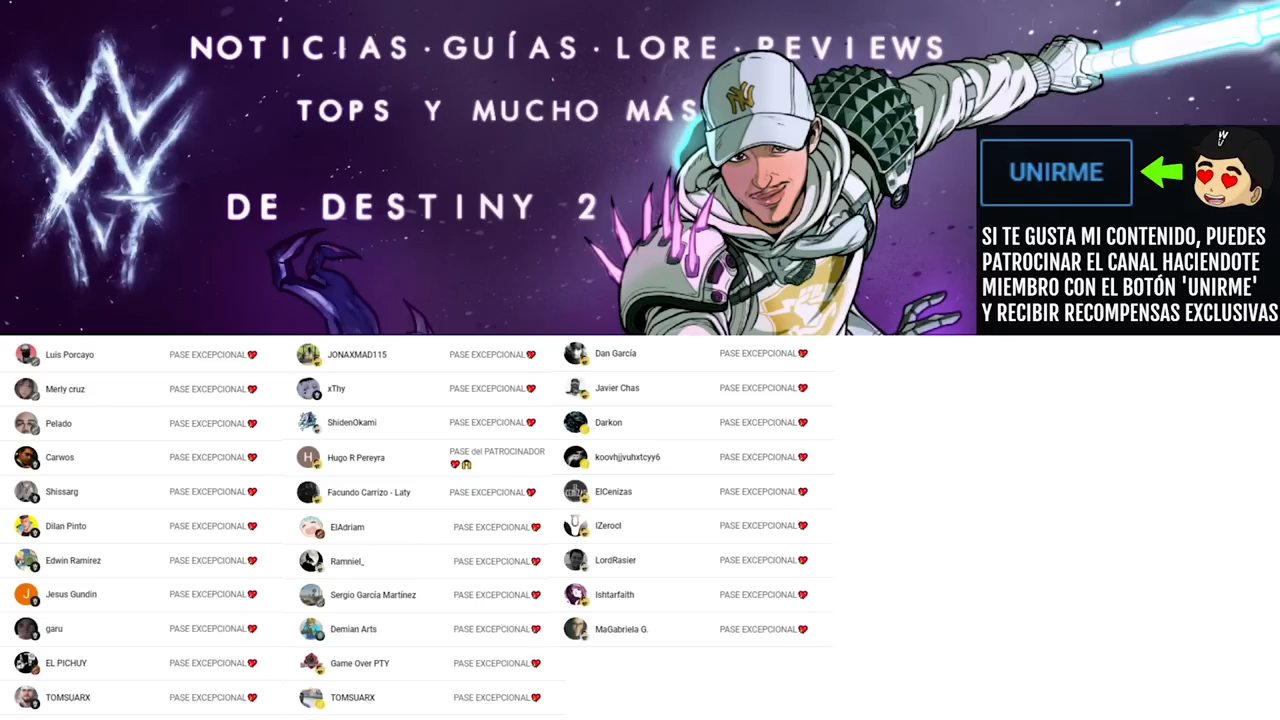 NOTICIAS · GUÍAS · LORE · REVIEWS
TOPS Y MUCHO MÁS
DE DESTINY 2
UNIRME
SI TE GUSTA MI CONTENIDO, PUEDES
PATROCINAR EL CANAL HACIENDOTE
MIEMBRO CON EL BOTÓN 'UNIRME'
Y RECIBIR RECOMPENSAS EXCLUSIVAS
Luis Porcayo PASE EXCEPCIONAL
Merly cruz PASE EXCEPCIONAL
Pelado PASE EXCEPCIONAL
Carwos PASE EXCEPCIONAL
Shissarg PASE EXCEPCIONAL
Dilan Pinto PASE EXCEPCIONAL
Edwin Ramirez PASE EXCEPCIONAL
J Jesus Gundin PASE EXCEPCIONAL
garu PASE EXCEPCIONAL
EL PICHUY PASE EXCEPCIONAL
TOMSUARX PASE EXCEPCIONAL
JONAXMAD115 PASE EXCEPCIONAL
xThy PASE EXCEPCIONAL
ShidenOkami PASE EXCEPCIONAL
H Hugo R Pereyra PASE del PATROCINADOR
Facundo Carrizo - Laty PASE EXCEPCIONAL
ElAdriam PASE EXCEPCIONAL
Ramniel_ PASE EXCEPCIONAL
Sergio García Martínez PASE EXCEPCIONAL
Demian Arts PASE EXCEPCIONAL
Game Over PTY PASE EXCEPCIONAL
TOMSUARX PASE EXCEPCIONAL
Dan García PASE EXCEPCIONAL
Javier Chas PASE EXCEPCIONAL
Darkon PASE EXCEPCIONAL
koovhjjvuhxtcyy6 PASE EXCEPCIONAL
ElCenizas PASE EXCEPCIONAL
IZerocI PASE EXCEPCIONAL
LordRasier PASE EXCEPCIONAL
Ishtarfaith PASE EXCEPCIONAL
MaGabriela G. PASE EXCEPCIONAL